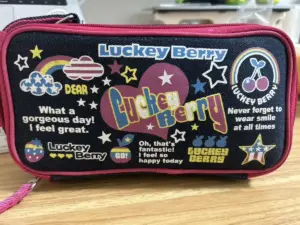 Luckey Berry
DEAR
What a
gorgeous day!
I feel great.
Luckey
Berry
LUCKEY BERRY
Never forget to
wear smile
at all times
Luckey
Berry
GO!
Oh, that's
fantastic!
I feel so
happy today
LUCKEY
BERRY